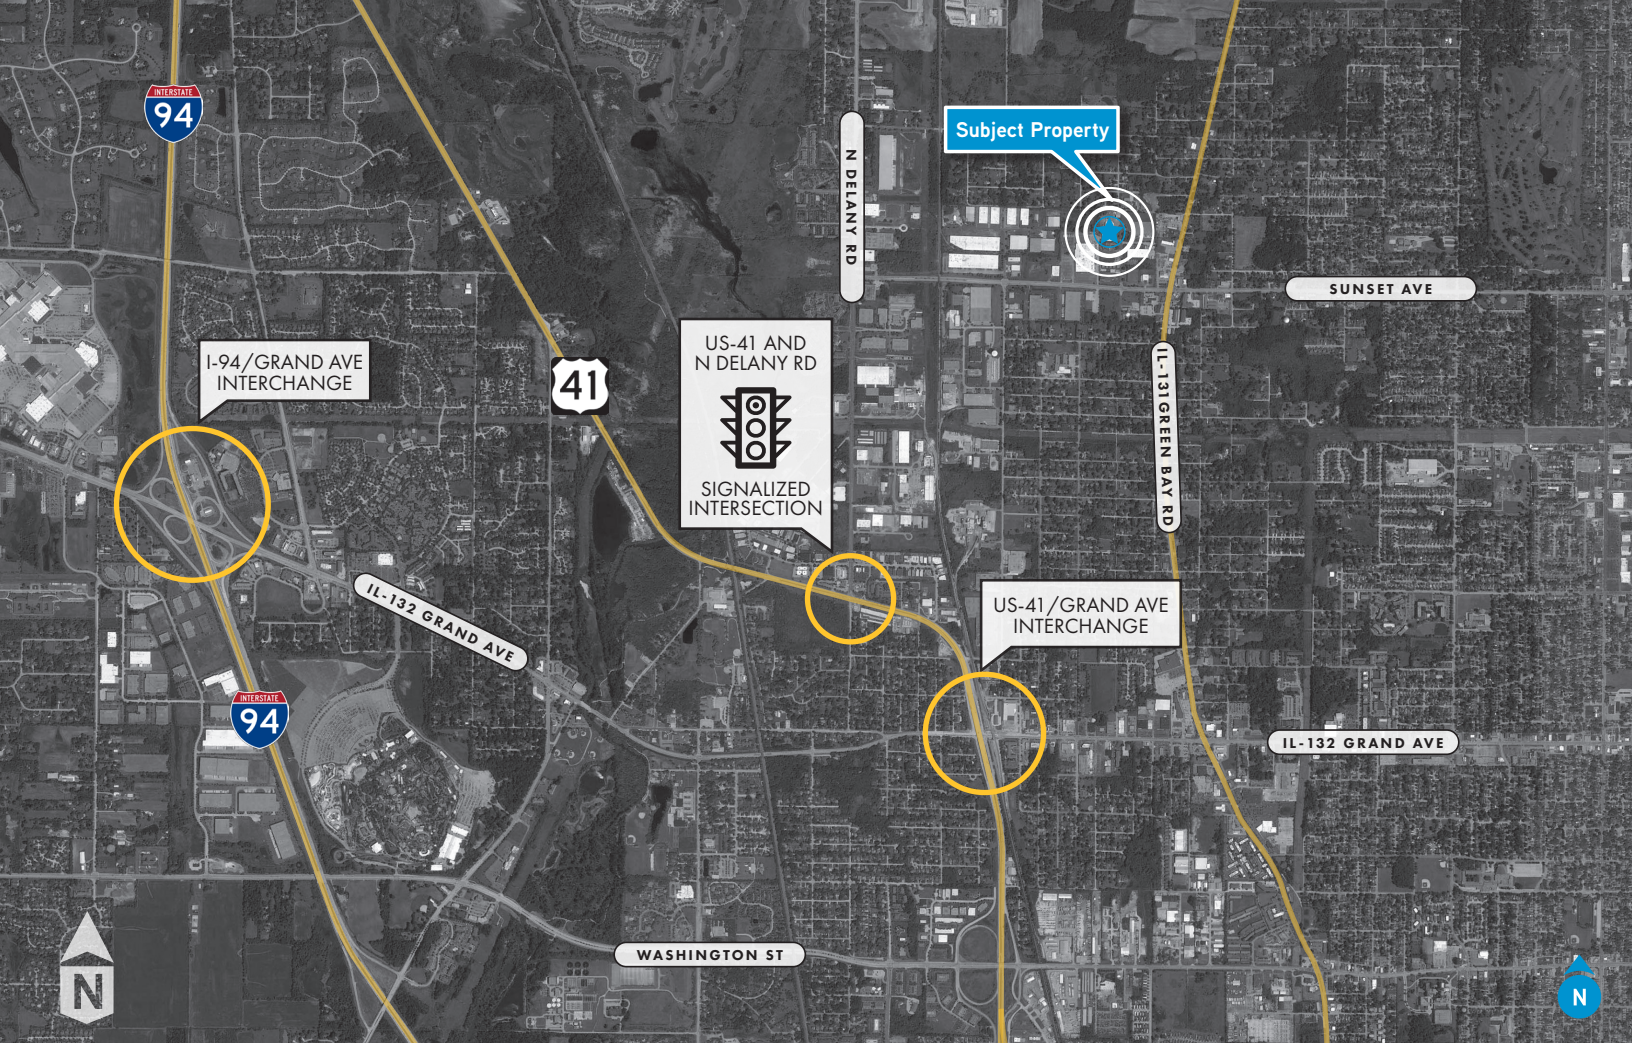 INTERSTATE
94
Subject Property
N DELANY RD
SUNSET AVE
US-41 AND
N DELANY RD
SIGNALIZED
INTERSECTION
I-94/GRAND AVE
INTERCHANGE
41
IL-131 GREEN BAY RD
IL-132 GRAND AVE
US-41/GRAND AVE
INTERCHANGE
INTERSTATE
94
IL-132 GRAND AVE
WASHINGTON ST
N
N